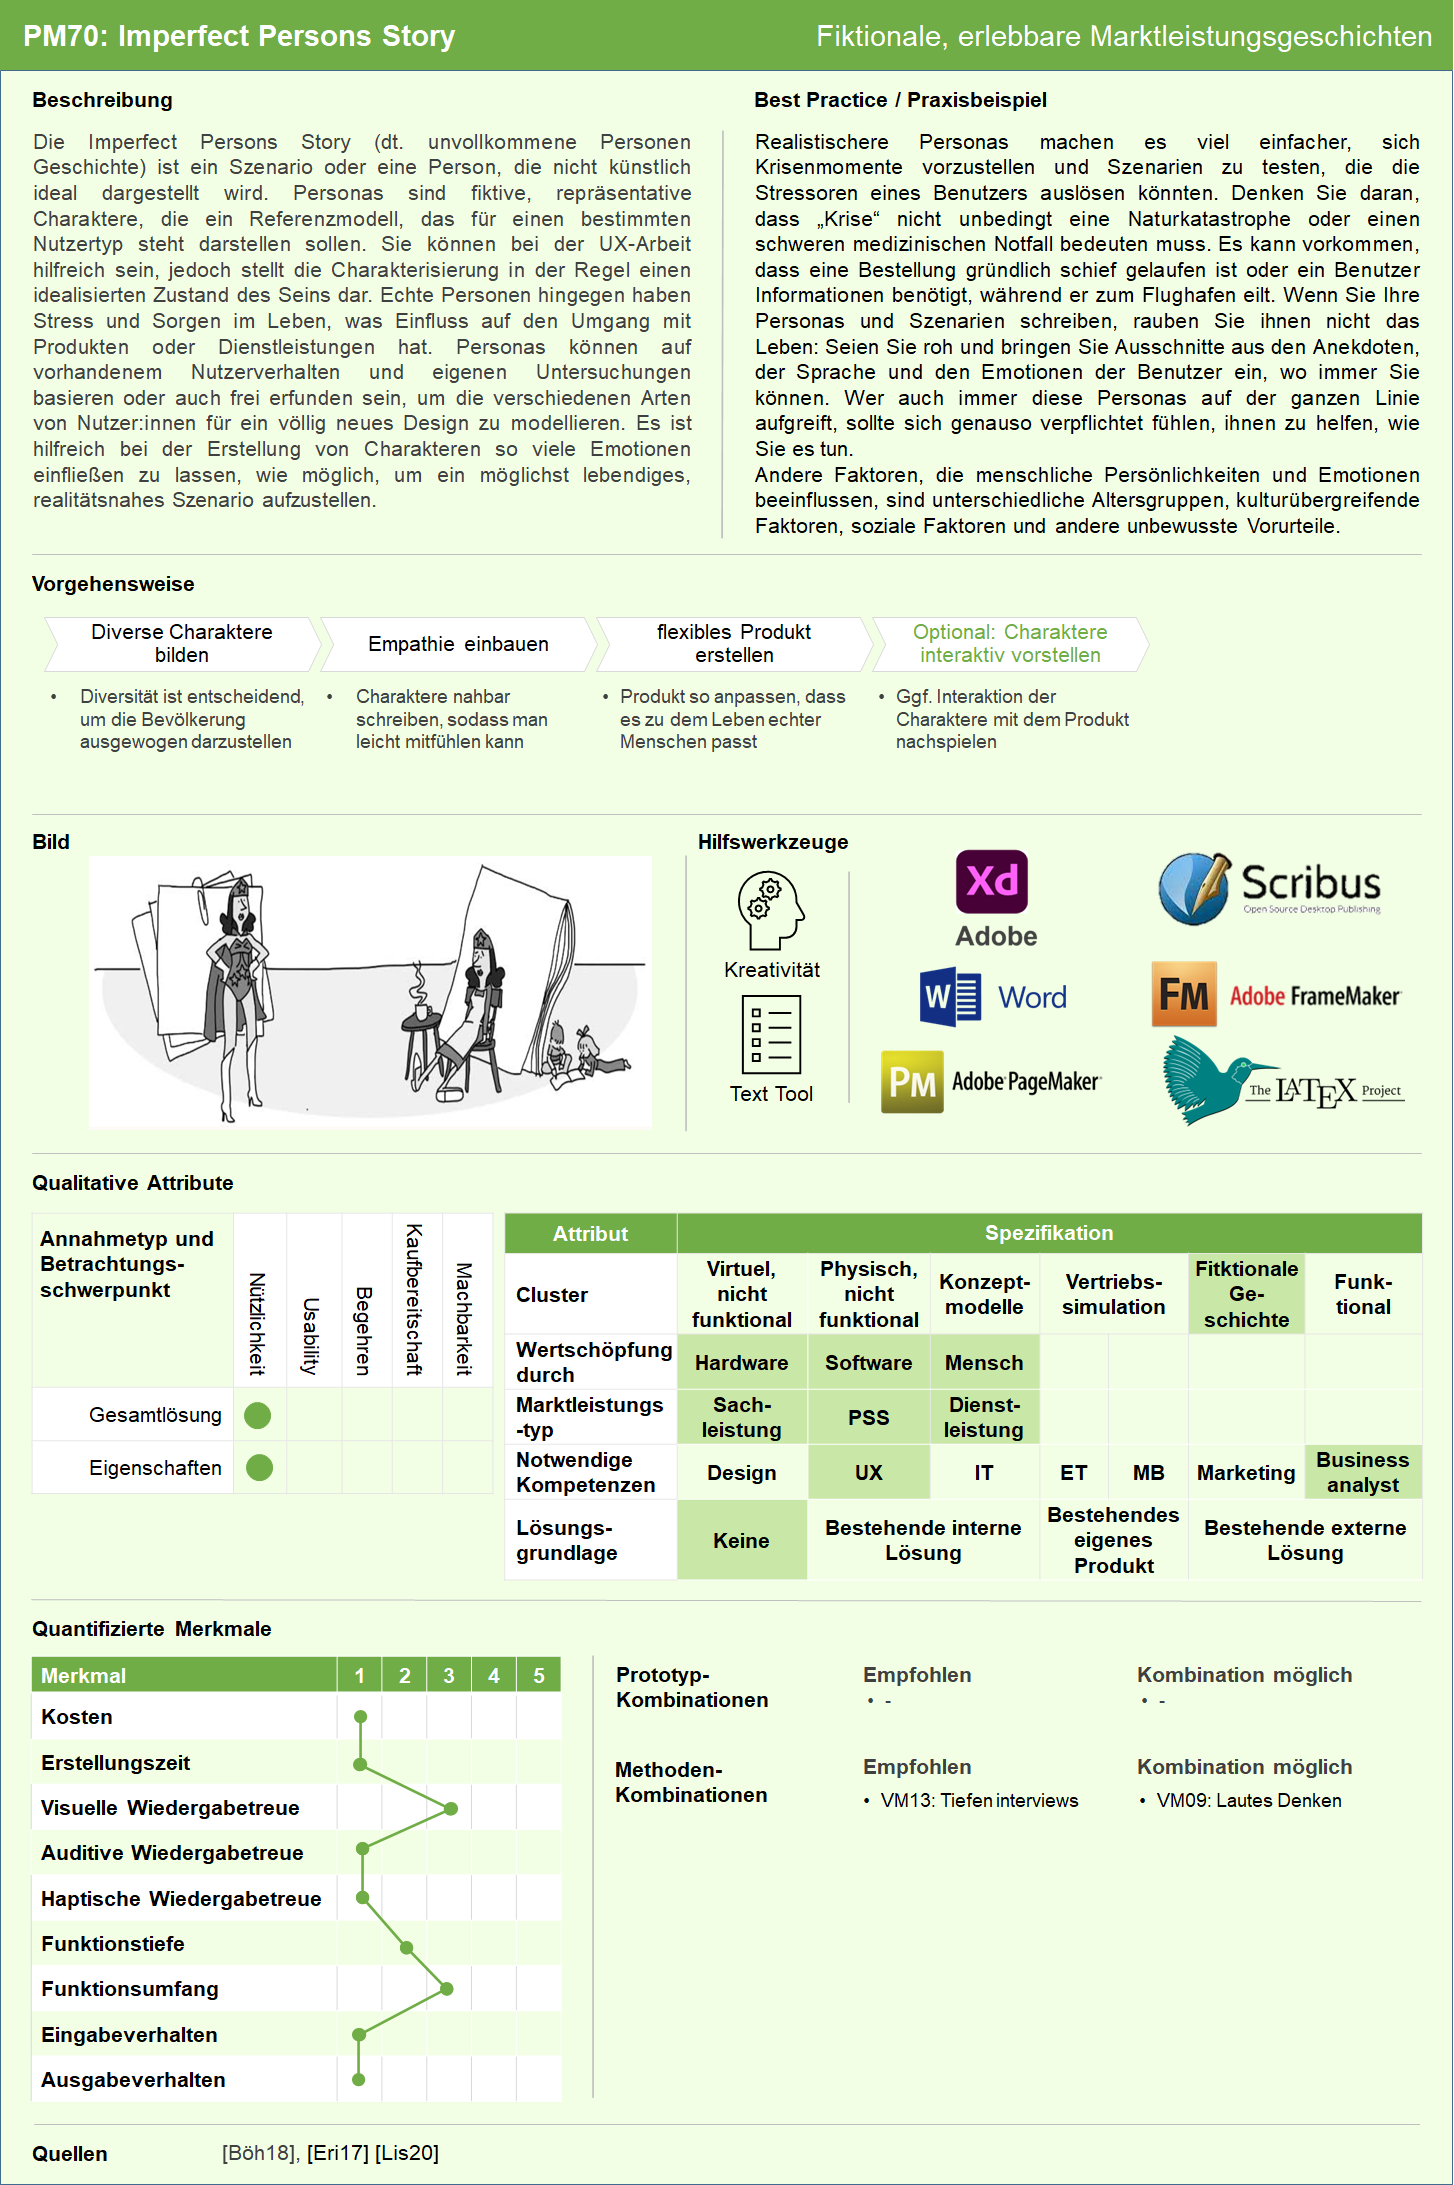 PM70: Imperfect Persons Story
Fiktionale, erlebbare Marktleistungsgeschichten
Beschreibung
Die Imperfect Persons Story (dt. unvollkommene Personen
Geschichte) ist ein Szenario oder eine Person, die nicht künstlich
ideal dargestellt wird. Personas sind fiktive, repräsentative
Charaktere, die ein Referenzmodell, das für einen bestimmten
Nutzertyp steht darstellen sollen. Sie können bei der UX-Arbeit
hilfreich sein, jedoch stellt die Charakterisierung in der Regel einen
idealisierten Zustand des Seins dar. Echte Personen hingegen haben
Stress und Sorgen im Leben, was Einfluss auf den Umgang mit
Produkten oder Dienstleistungen hat. Personas können auf
vorhandenem Nutzerverhalten und eigenen Untersuchungen
basieren oder auch frei erfunden sein, um die verschiedenen Arten
von Nutzer:innen für ein völlig neues Design zu modellieren. Es ist
hilfreich bei der Erstellung von Charakteren so viele Emotionen
einfließen zu lassen, wie möglich, um ein möglichst lebendiges,
realitätsnahes Szenario aufzustellen.
Best Practice / Praxisbeispiel
Realistischere Personas machen es viel einfacher, sich
Krisenmomente vorzustellen und Szenarien zu testen, die die
Stressoren eines Benutzers auslösen könnten. Denken Sie daran,
dass „Krise“ nicht unbedingt eine Naturkatastrophe oder einen
schweren medizinischen Notfall bedeuten muss. Es kann vorkommen,
dass eine Bestellung gründlich schief gelaufen ist oder ein Benutzer
Informationen benötigt, während er zum Flughafen eilt. Wenn Sie Ihre
Personas und Szenarien schreiben, rauben Sie ihnen nicht das
Leben: Seien Sie roh und bringen Sie Ausschnitte aus den Anekdoten,
der Sprache und den Emotionen der Benutzer ein, wo immer Sie
können. Wer auch immer diese Personas auf der ganzen Linie
aufgreift, sollte sich genauso verpflichtet fühlen, ihnen zu helfen, wie
Sie es tun.
Andere Faktoren, die menschliche Persönlichkeiten und Emotionen
beeinflussen, sind unterschiedliche Altersgruppen, kulturübergreifende
Faktoren, soziale Faktoren und andere unbewusste Vorurteile.
Vorgehensweise
Diverse Charaktere
bilden
• Diversität ist entscheidend,
um die Bevölkerung
ausgewogen darzustellen
Empathie einbauen
• Charaktere nahbar
schreiben, sodass man
leicht mitfühlen kann
flexibles Produkt
erstellen
• Produkt so anpassen, dass
es zu dem Leben echter
Menschen passt
Optional: Charaktere
interaktiv vorstellen
• Ggf. Interaktion der
Charaktere mit dem Produkt
nachspielen
Bild
Hilfswerkzeuge
Kreativität
Text Tool
Xd
Adobe
Scribus
Open Source Desktop Publishing
W Word
FM Adobe FrameMaker
PM Adobe PageMaker
The LATEX Project
Qualitative Attribute
Annahmetyp und
Betrachtungs-
schwerpunkt
Nützlichkeit
Usability
Begehren
Kaufbereitschaft
Machbarkeit
Gesamtlösung
Eigenschaften
Attribut Spezifikation
Cluster
Virtuel,
nicht
funktional
Physisch,
nicht
funktional
Konzept-
modelle
Vertriebs-
simulation
Fitktionale
Ge-
schichte
Funk-
tional
Wertschöpfung
durch
Hardware Software Mensch
Marktleistungs
-typ
Sach-
leistung
PSS
Dienst-
leistung
Notwendige
Kompetenzen
Design UX IT ET MB Marketing
Business
analyst
Lösungs-
grundlage
Keine
Bestehende interne
Lösung
Bestehendes
eigenes
Produkt
Bestehende externe
Lösung
Quantifizierte Merkmale
Merkmal 1 2 3 4 5
Kosten
Erstellungszeit
Visuelle Wiedergabetreue
Auditive Wiedergabetreue
Haptische Wiedergabetreue
Funktionstiefe
Funktionsumfang
Eingabeverhalten
Ausgabeverhalten
Prototyp-
Kombinationen
Empfohlen
• -
Kombination möglich
• -
Methoden-
Kombinationen
Empfohlen
• VM13: Tiefeninterviews
Kombination möglich
• VM09: Lautes Denken
Quellen [Böh18], [Eri17] [Lis20]